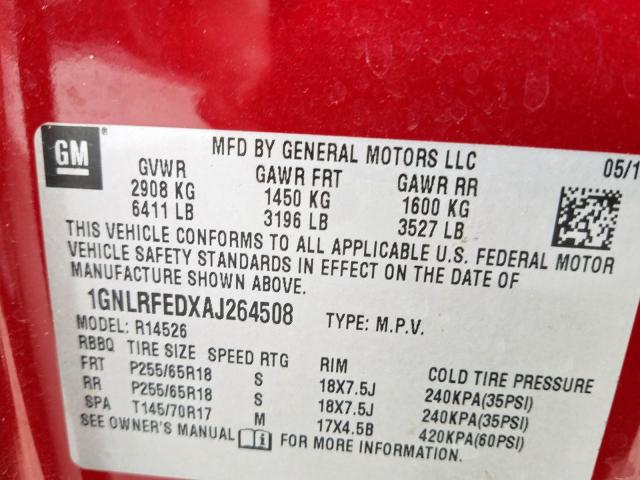 GM
MFD BY GENERAL MOTORS LLC
05/1
GVWR GAWR FRT GAWR RR
2908 KG 1450 KG 1600 KG
6411 LB 3196 LB 3527 LB
THIS VEHICLE CONFORMS TO ALL APPLICABLE U.S. FEDERAL MOTOR
VEHICLE SAFETY STANDARDS IN EFFECT ON THE DATE OF
MANUFACTURE SHOWN ABOVE.
1GNLRFEDXAJ264508 TYPE: M.P.V.
MODEL: R14526
RBBQ TIRE SIZE SPEED RTG RIM COLD TIRE PRESSURE
FRT P255/65R18 S 18X7.5J 240KPA(35PSI)
RR P255/65R18 S 18X7.5J 240KPA(35PSI)
SPA T145/70R17 M 17X4.5B 420KPA(60PSI)
SEE OWNER'S MANUAL i FOR MORE INFORMATION.